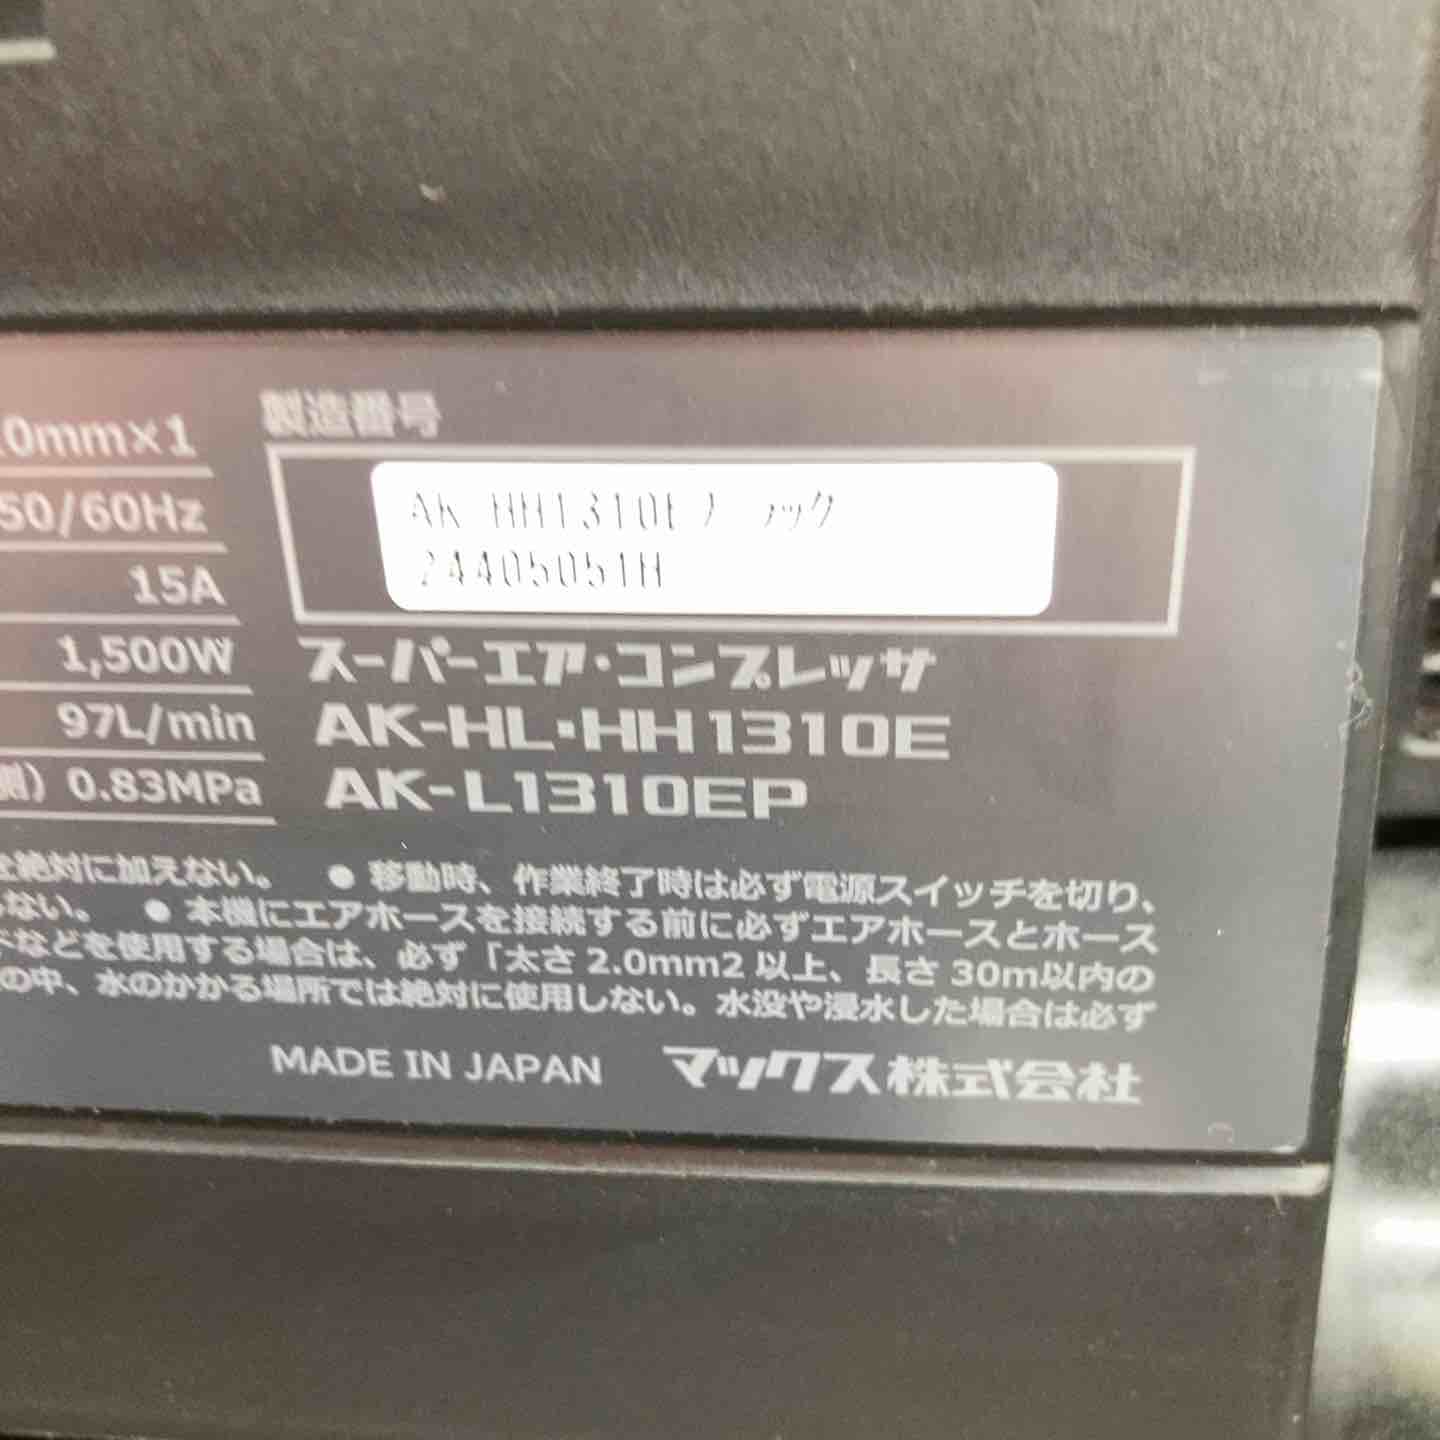 0mm×1
50/60Hz
15A
1,500W
97L/min
側) 0.83MPa
製造番号
AK HH1310E ブラック
24405051H
スーパーエア・コンプレッサ
AK-HL・HH1310E
AK-L1310EP
を絶対に加えない。 ● 移動時、作業終了時は必ず電源スイッチを切り、
ない。 ● 本機にエアホースを接続する前に必ずエアホースとホース
などを使用する場合は、必ず「太さ 2.0mm2 以上、長さ 30m以内の
の中、水のかかる場所では絶対に使用しない。水没や浸水した場合は必ず
MADE IN JAPAN マックス株式会社